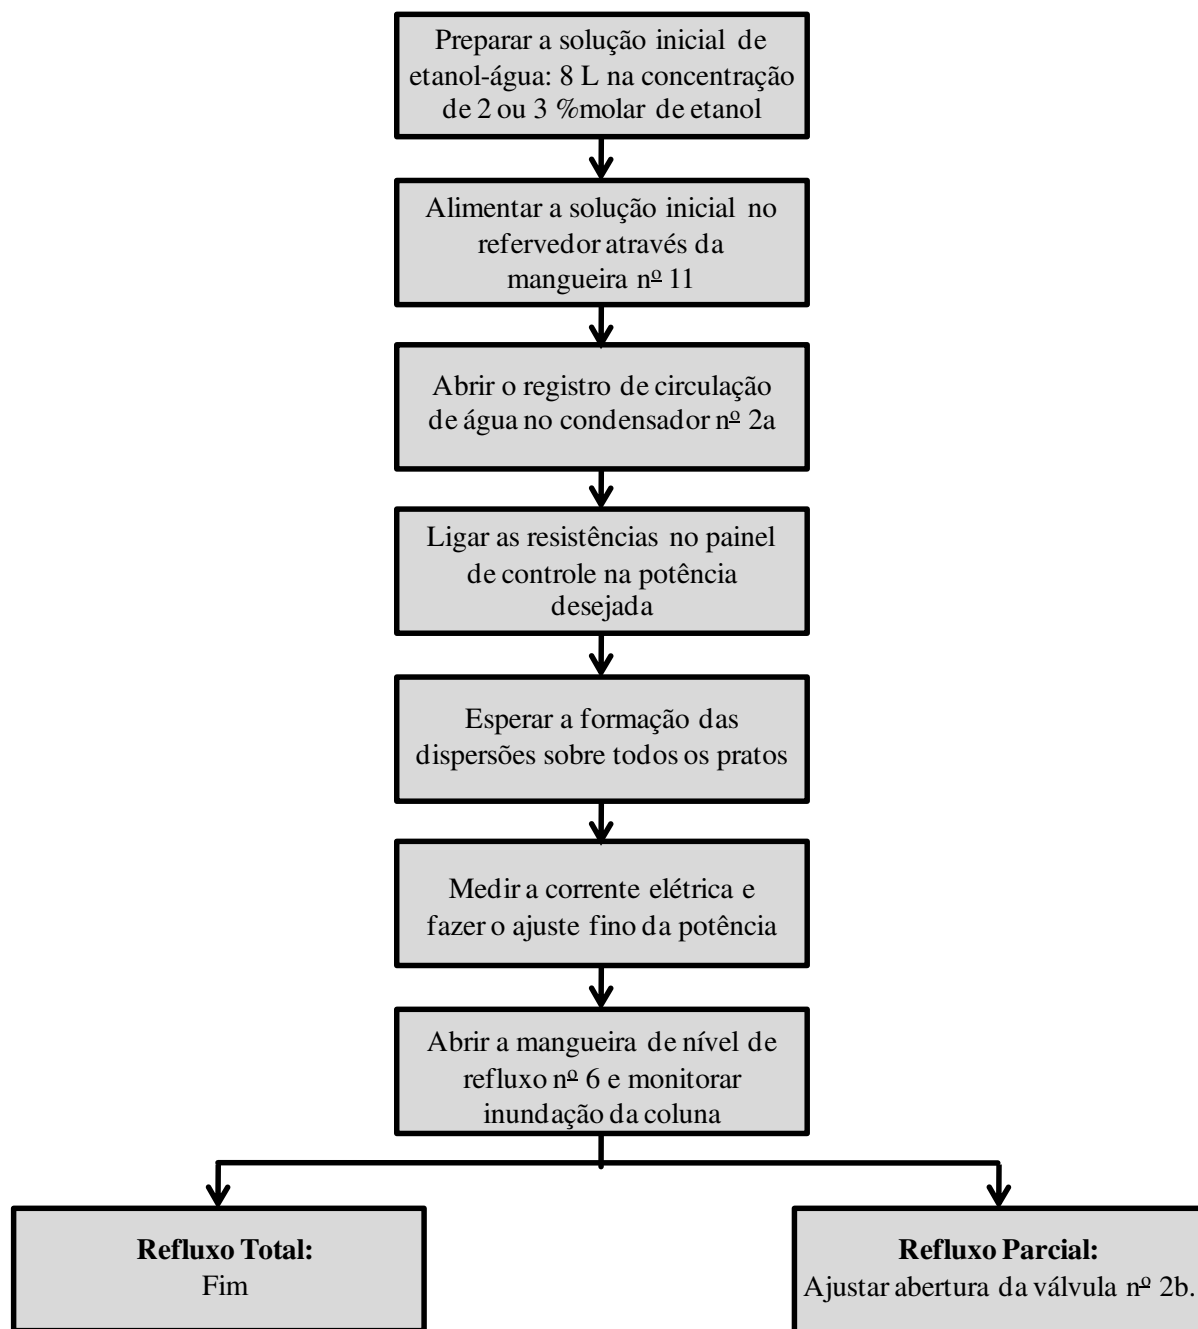 Preparar a solução inicial de
etanol-água: 8 L na concentração
de 2 ou 3 %molar de etanol
Alimentar a solução inicial no
refervedor através da
mangueira nº 11
Abrir o registro de circulação
de água no condensador nº 2a
Ligar as resistências no painel
de controle na potência
desejada
Esperar a formação das
dispersões sobre todos os pratos
Medir a corrente elétrica e
fazer o ajuste fino da potência
Abrir a mangueira de nível de
refluxo nº 6 e monitorar
inundação da coluna
Refluxo Total:
Fim
Refluxo Parcial:
Ajustar abertura da válvula nº 2b.